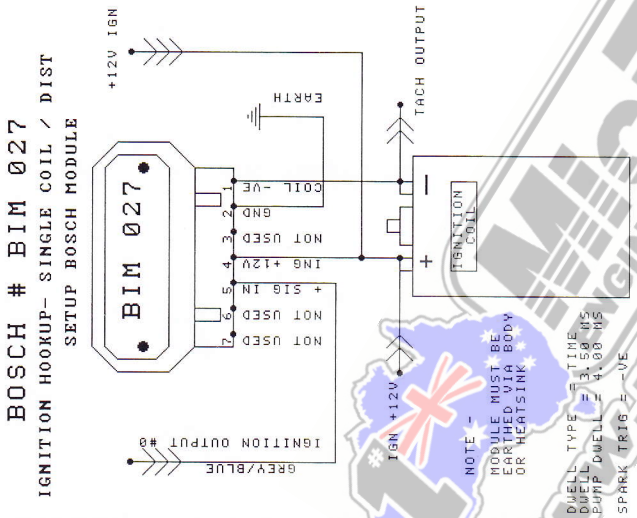 BOSCH # BIM 027
IGNITION HOOKUP- SINGLE COIL / DIST
SETUP BOSCH MODULE
+12V IGN
BIM 027
EARTH
7 NOT USED
6 NOT USED
5 + SIG IN
4 ING +12V
3 NOT USED
2 GND
1 COIL -VE
GREY/BLUE
IGNITION OUTPUT #0
TACH OUTPUT
IGN +12V
+
-
IGNITION
COIL
NOTE -
MODULE MUST BE
EARTHED VIA BODY
OR HEATSINK
DWELL TYPE = TIME
DWELL = 3.50 MS
PUMP DWELL = 4.00 MS
SPARK TRIG = -VE
#1